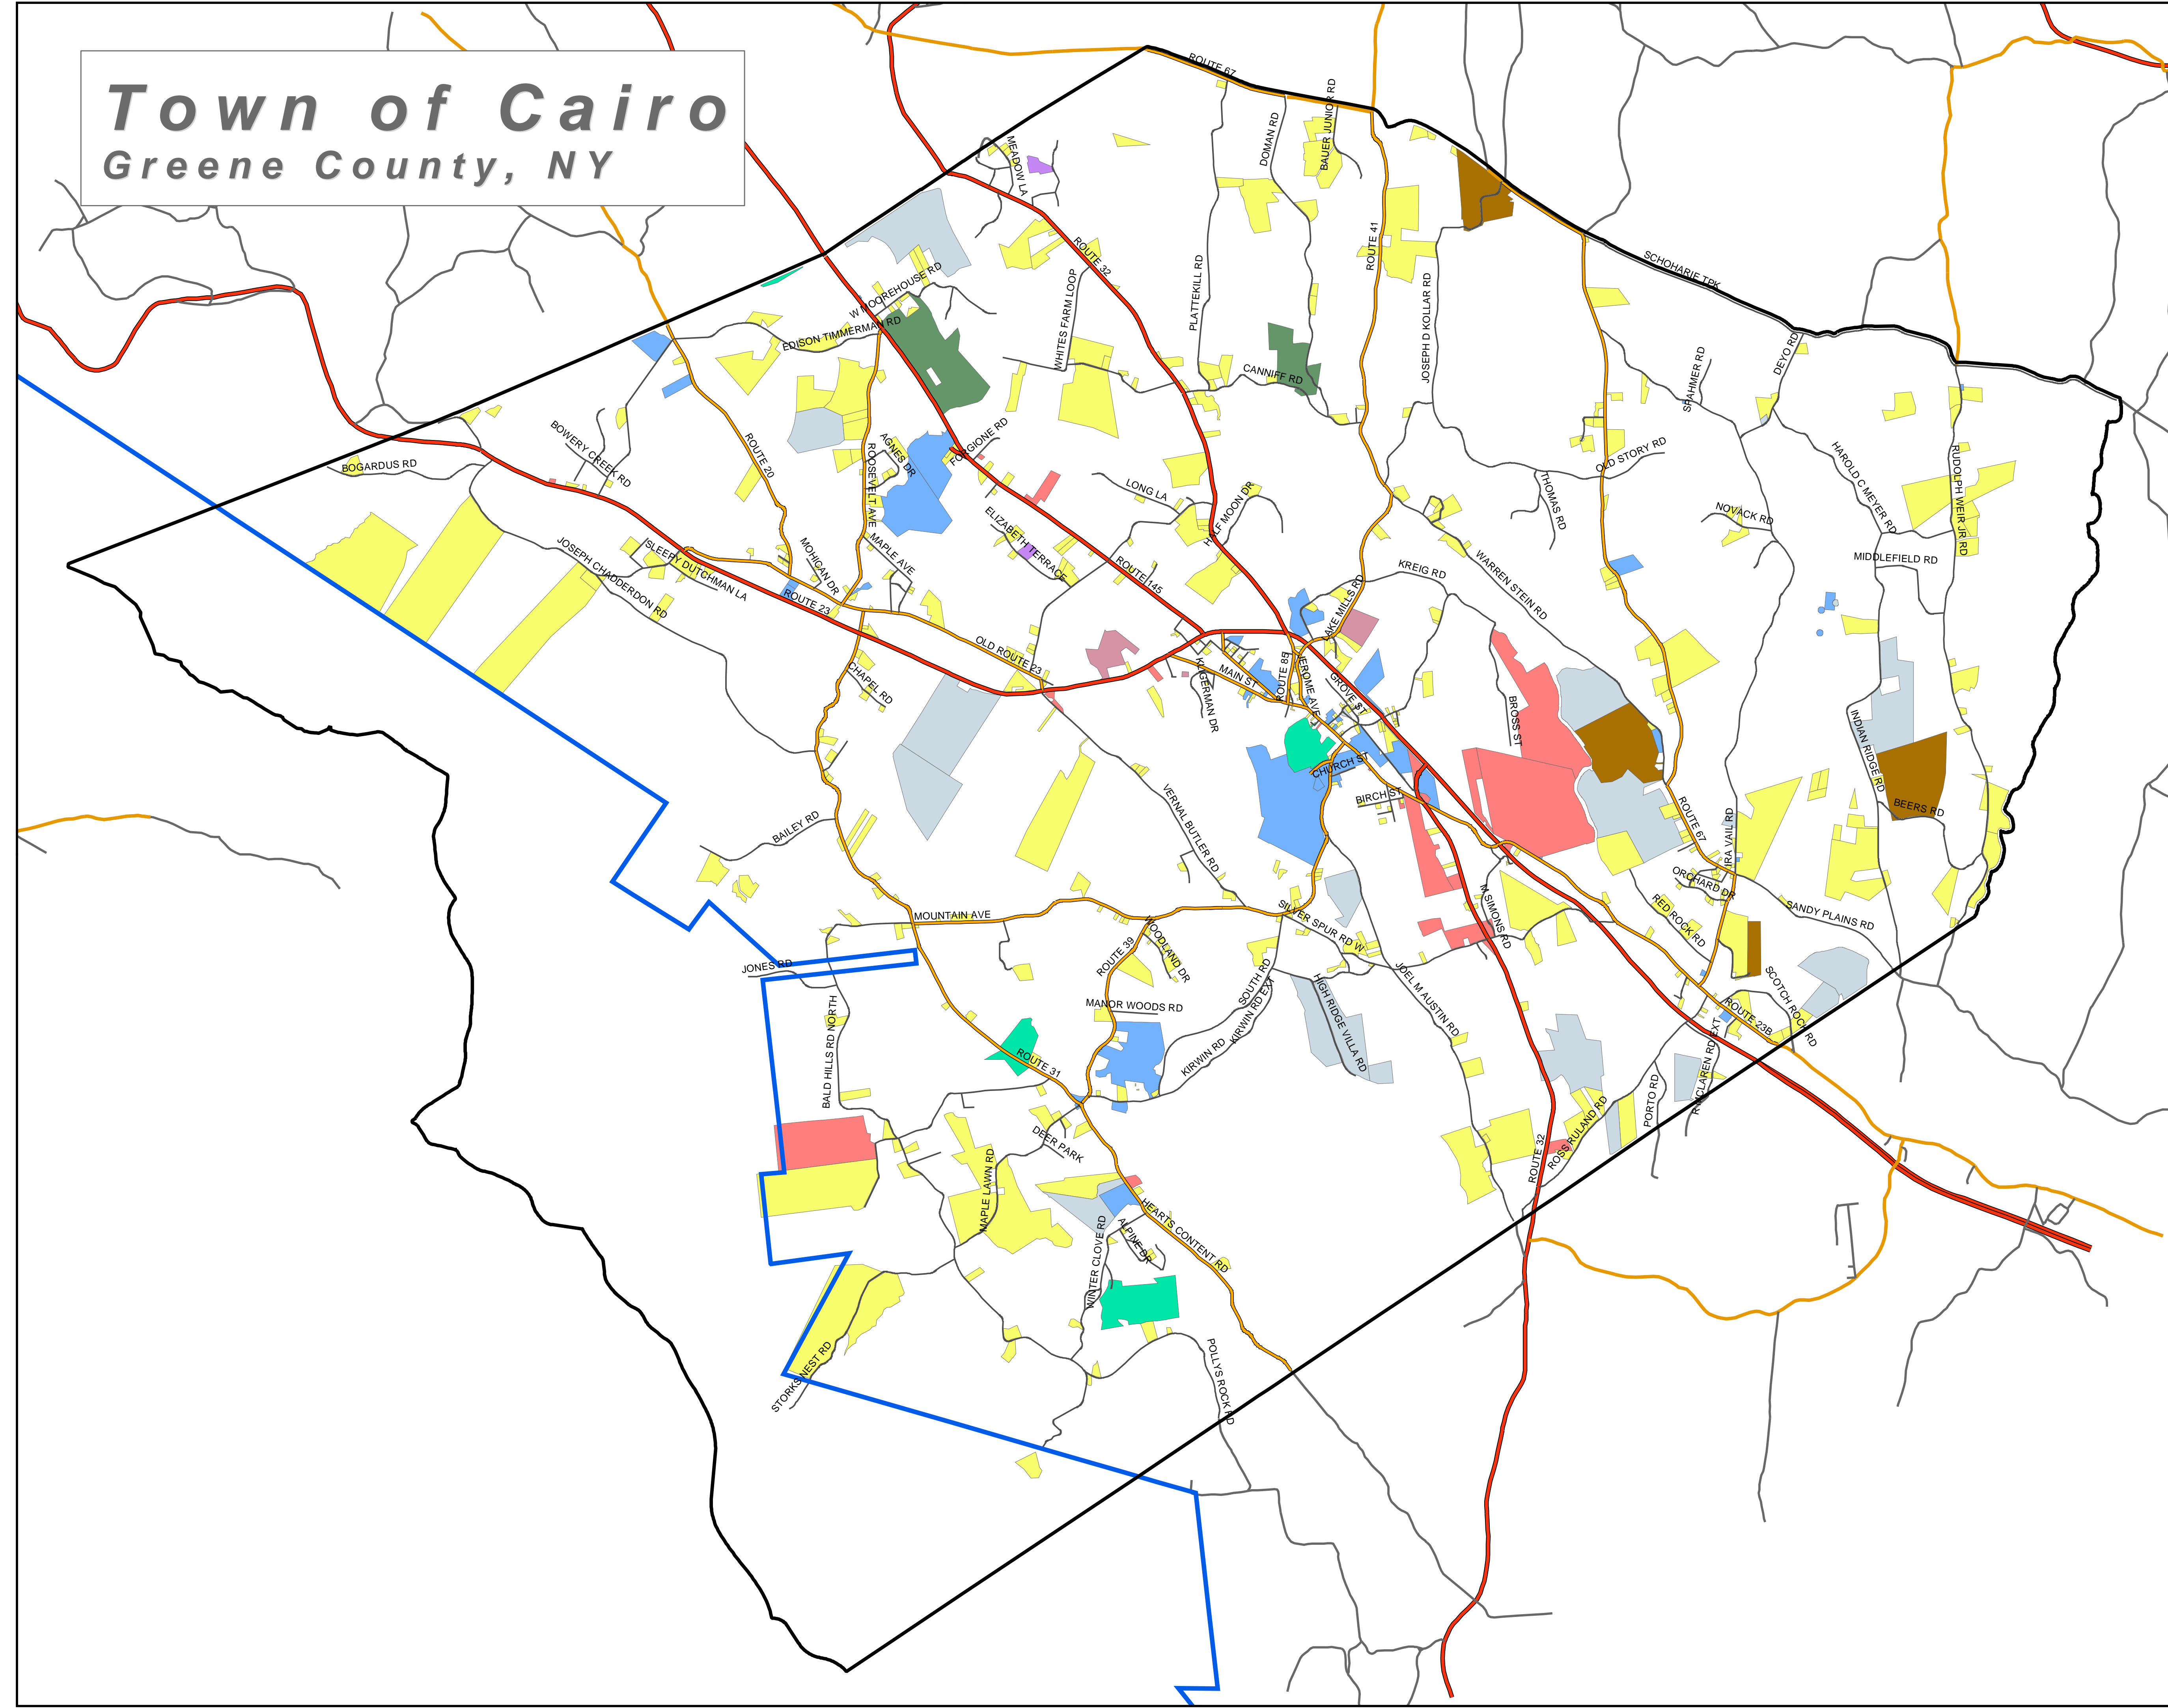 Town of Cairo
Greene County, NY
ROUTE 67
BAUER JUNIOR RD
DOMAN RD
MEADOW LA
ROUTE 32
ROUTE 41
SCHOHARIE TPK
W MOOREHOUSE RD
EDISON TIMMERMAN RD
WHITES FARM LOOP
PLATTEKILL RD
JOSEPH D KOLLAR RD
CANNIFF RD
SPAHMER RD
DEYO RD
BOWERY CREEK RD
BOGARDUS RD
ROUTE 20
ROOSEVELT AVE
AGNES DR
FORGIONE RD
LONG LA
HALF MOON DR
OLD STORY RD
THOMAS RD
NOVACK RD
HAROLD C MEYER RD
RUDOLPH WEIR JR RD
MIDDLEFIELD RD
JOSEPH CHADDERDON RD
SLEEPY DUTCHMAN LA
MOHICAN DR
MAPLE AVE
ELIZABETH TERRACE
ROUTE 145
KREIG RD
WARREN STEIN RD
LAKE MILLS RD
ROUTE 23
OLD ROUTE 23
CHAPEL RD
KLINGERMAN DR
MAIN ST
ROUTE 85
JEROME AVE
GROVE ST
BROSS ST
INDIAN RIDGE RD
CHURCH ST
BIRCH ST
VERNAL BUTLER RD
BAILEY RD
ROUTE 67
IRA VAIL RD
BEERS RD
ORCHARD DR
RED ROCK RD
SANDY PLAINS RD
MOUNTAIN AVE
WOODLAND DR
ROUTE 39
SILVER SPUR RD W
M SIMONS RD
JOEL M AUSTIN RD
JONES RD
SOUTH RD
KIRWIN RD EXT
HIGH RIDGE VILLA RD
SCOTCH ROCK RD
ROUTE 23B
MANOR WOODS RD
KIRWIN RD
BALD HILLS RD NORTH
ROUTE 31
R MCLAREN RD EXT
PORTO RD
ROSS RULAND RD
ROUTE 32
DEER PARK
MAPLE LAWN RD
HEARTS CONTENT RD
ALPINE DR
WINTER CLOVE RD
STORKS NEST RD
POLLYS ROCK RD